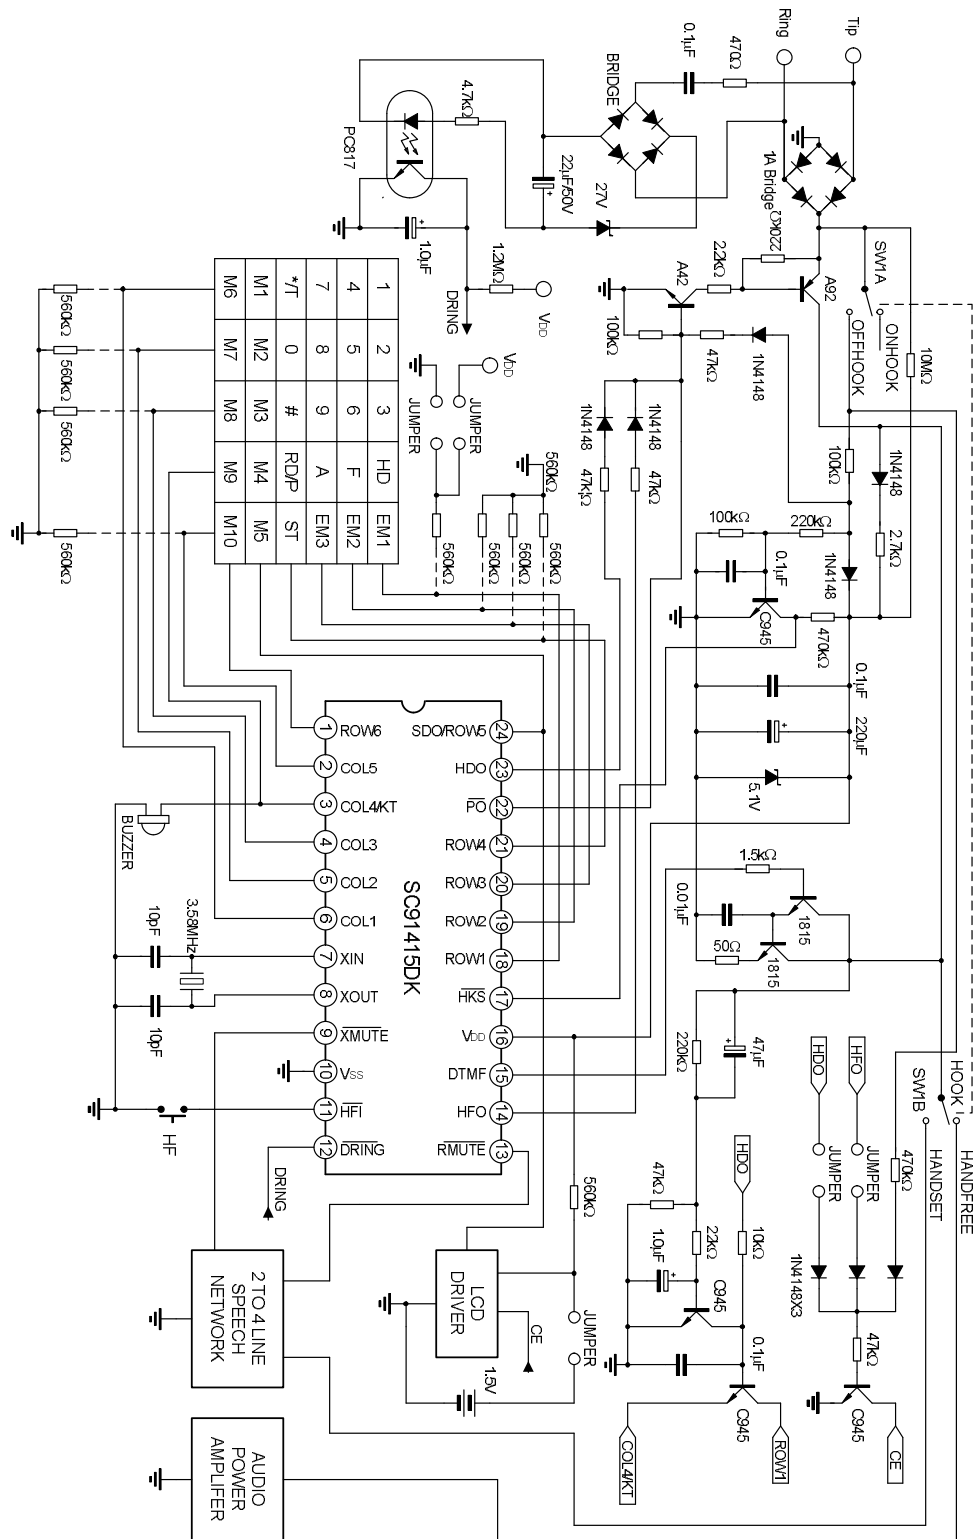 Tip
Ring
0.1μF
470Ω
BRIDGE
1A Bridge
4.7kΩ
PC817
22μF/50V
27V
220KΩ
2.2kΩ
A42
A92
SW1A
ONHOOK
OFFHOOK
10MΩ
1.0μF
1.2MΩ
VDD
DRING
100kΩ
47kΩ
1N4148
1N4148
1N4148
47kΩ
47kΩ
100kΩ
1N4148
2.7kΩ
1N4148
100kΩ
220kΩ
0.1μF
C945
470kΩ
0.1μF
220μF
5.1V
1 2 3 HD EM1
4 5 6 F EM2
7 8 9 A EM3
*/T 0 # RD/P ST
M1 M2 M3 M4 M5
M6 M7 M8 M9 M10
560kΩ
560kΩ
560kΩ
560kΩ
VDD
JUMPER
JUMPER
560kΩ
560kΩ
560kΩ
560kΩ
560kΩ
SC91415DK
1 ROW6
2 COL5
3 COL4/KT
4 COL3
5 COL2
6 COL1
7 XIN
8 XOUT
9 XMUTE
10 VSS
11 HFI
12 DRING
24 SDO/ROW5
23 HDO
22 PO
21 ROW4
20 ROW3
19 ROW2
18 ROW1
17 HKS
16 VDD
15 DTMF
14 HFO
13 RMUTE
BUZZER
10pF
3.58MHz
10pF
HF
DRING
1.5kΩ
0.01μF
1815
1815
50Ω
220kΩ
47μF
HDO
HFO
HOOK
SW1B
HANDSET
HANDFREE
JUMPER
JUMPER
470kΩ
1N4148X3
47kΩ
C945
CE
HDO
10kΩ
47kΩ
22kΩ
1.0μF
C945
0.1μF
C945
COL4/KT
ROW1
560kΩ
JUMPER
LCD
DRIVER
CE
1.5V
2 TO 4 LINE
SPEECH
NETWORK
AUDIO
POWER
AMPLIFER